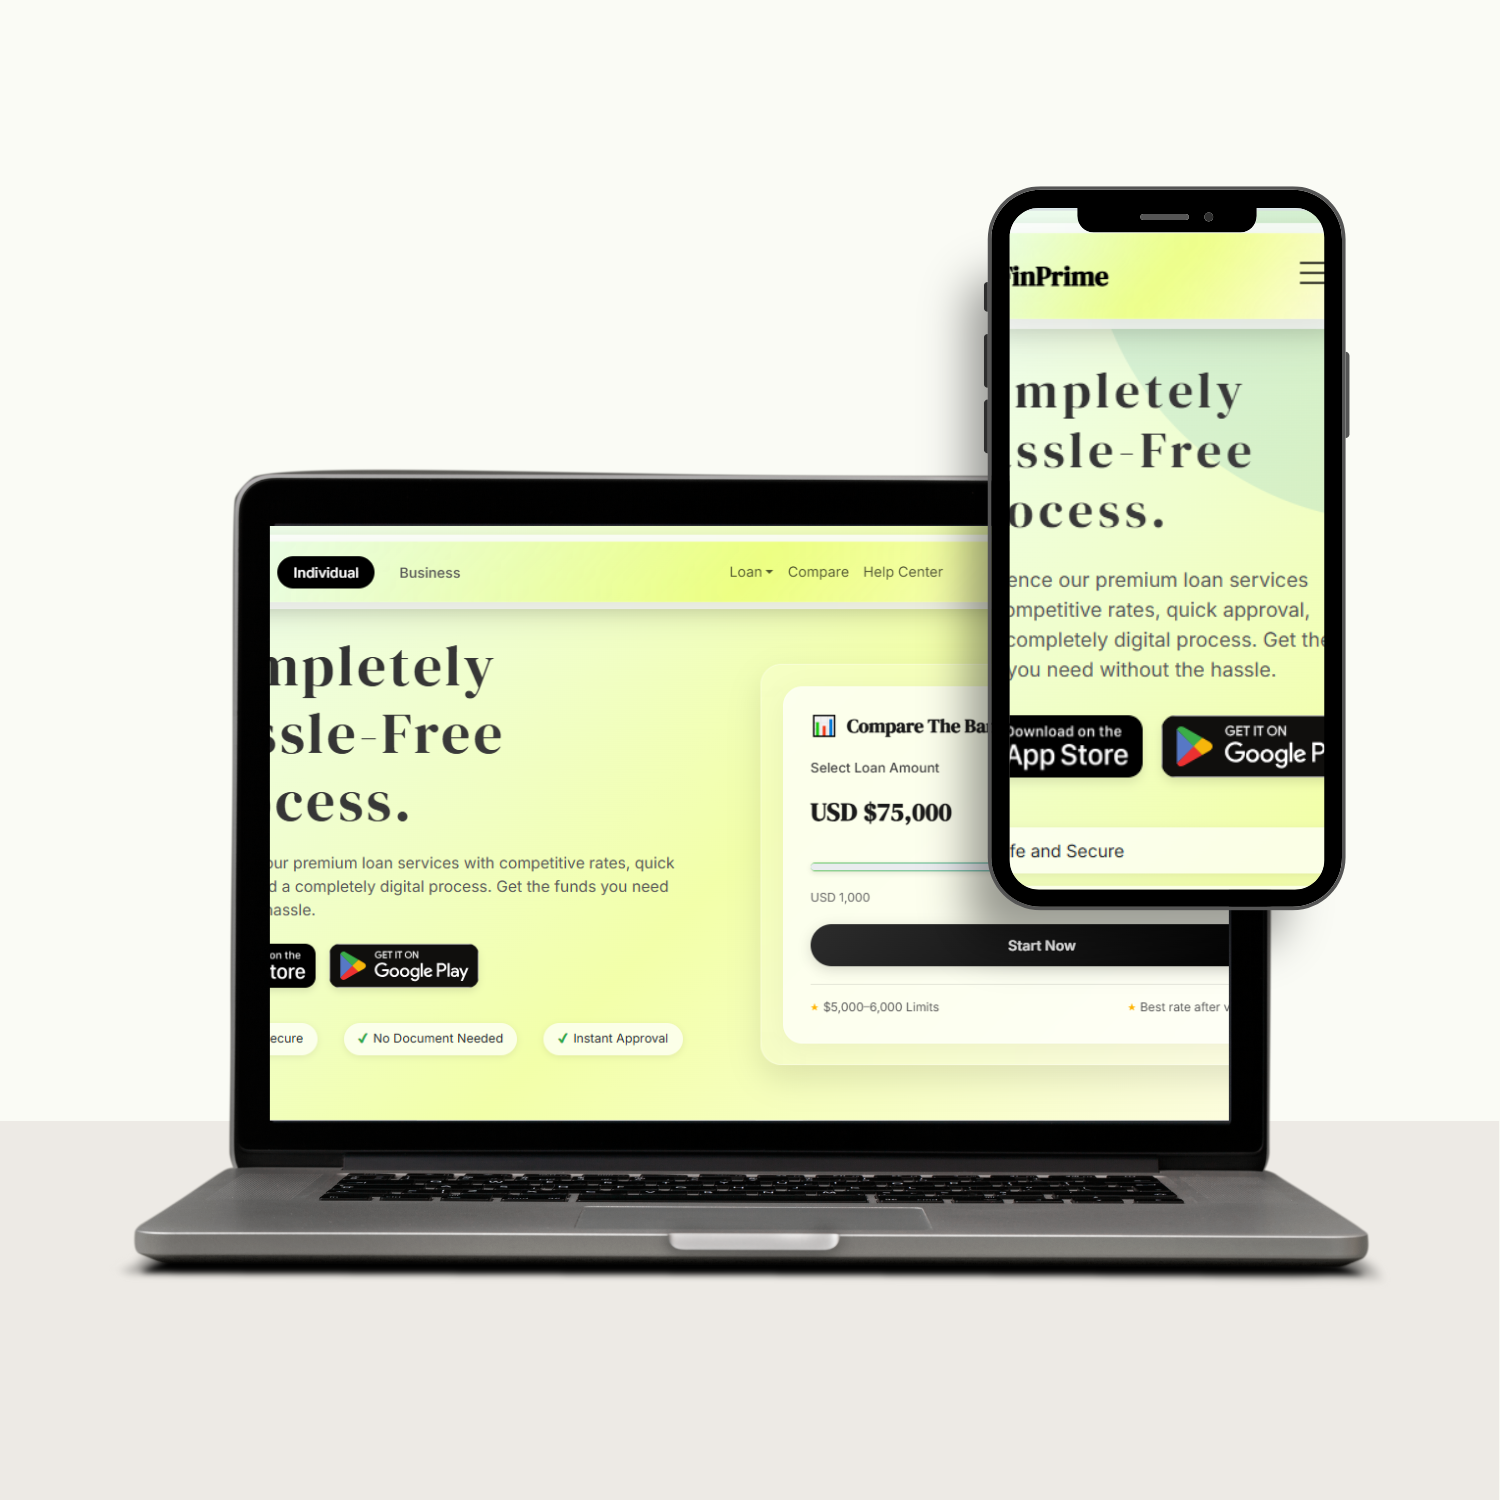 Individual
Business
Loan
Compare
Help Center
mpletely
ssle-Free
cess.
our premium loan services with competitive rates, quick
d a completely digital process. Get the funds you need
hassle.
on the
tore
GET IT ON
Google Play
ecure
✓ No Document Needed
✓ Instant Approval
Compare The Ba
Select Loan Amount
USD $75,000
USD 1,000
Start Now
★ $5,000–6,000 Limits
★ Best rate after v
inPrime
mpletely
ssle-Free
ocess.
ence our premium loan services
ompetitive rates, quick approval,
completely digital process. Get the
you need without the hassle.
Download on the
App Store
GET IT ON
Google P
fe and Secure